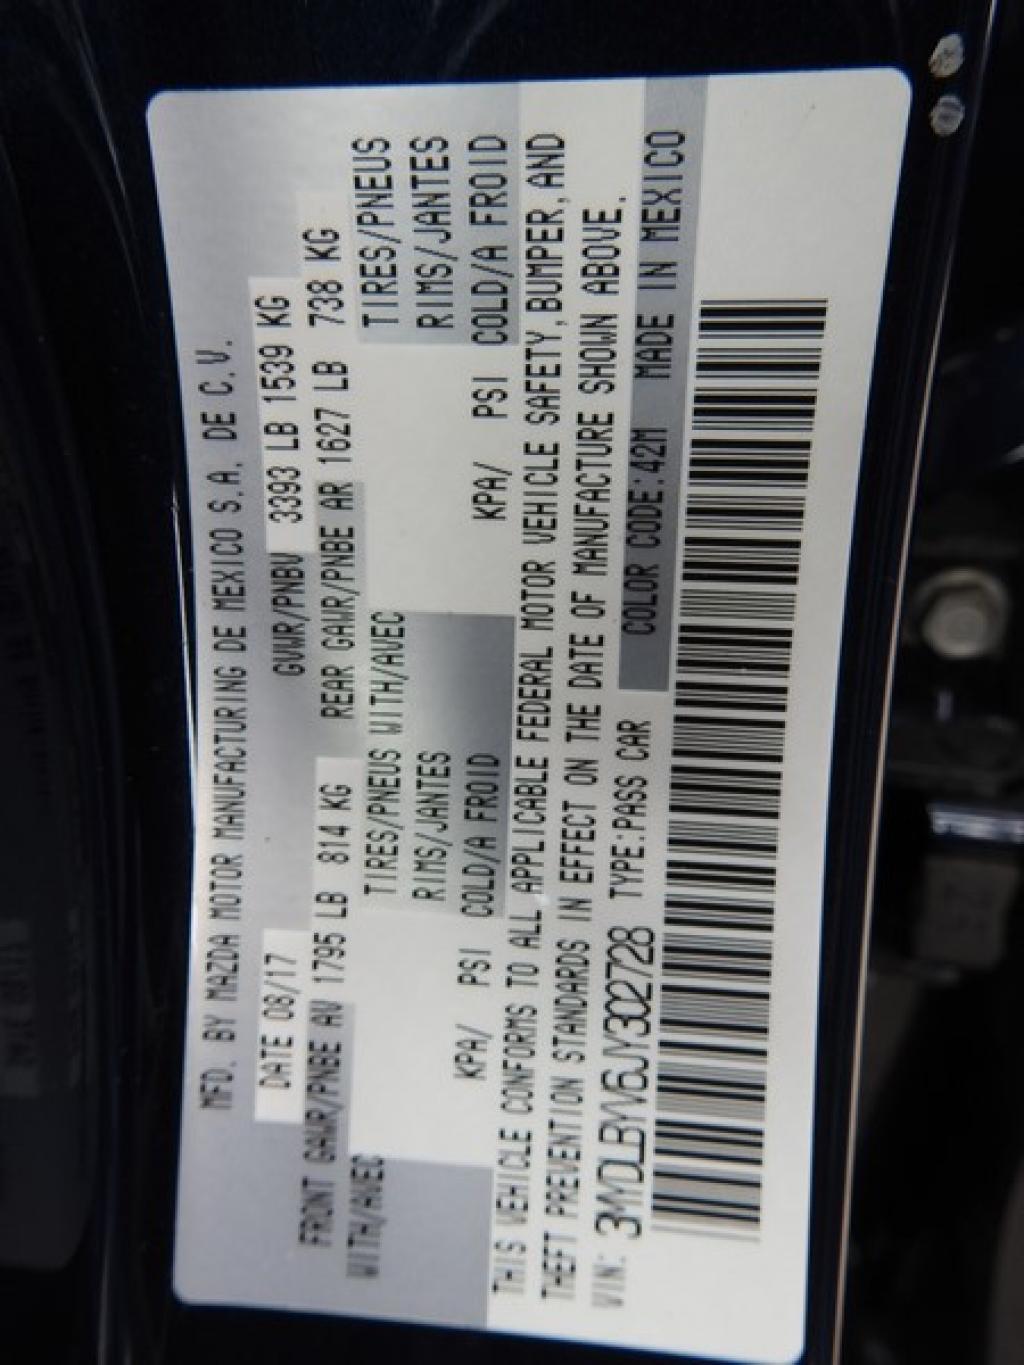 MFD. BY MAZDA MOTOR MANUFACTURING DE MEXICO S.A. DE C.V.
DATE 08/17 GVWR/PNBV 3393 LB 1539 KG
FRONT GAWR/PNBE AV 1795 LB 814 KG REAR GAWR/PNBE AR 1627 LB 738 KG
WITH/AVEC TIRES/PNEUS WITH/AVEC TIRES/PNEUS
RIMS/JANTES RIMS/JANTES
KPA/ PSI COLD/A FROID KPA/ PSI COLD/A FROID
THIS VEHICLE CONFORMS TO ALL APPLICABLE FEDERAL MOTOR VEHICLE SAFETY, BUMPER, AND
THEFT PREVENTION STANDARDS IN EFFECT ON THE DATE OF MANUFACTURE SHOWN ABOVE.
VIN: 3MYDLBYV6JY302728 TYPE:PASS CAR COLOR CODE:42M MADE IN MEXICO